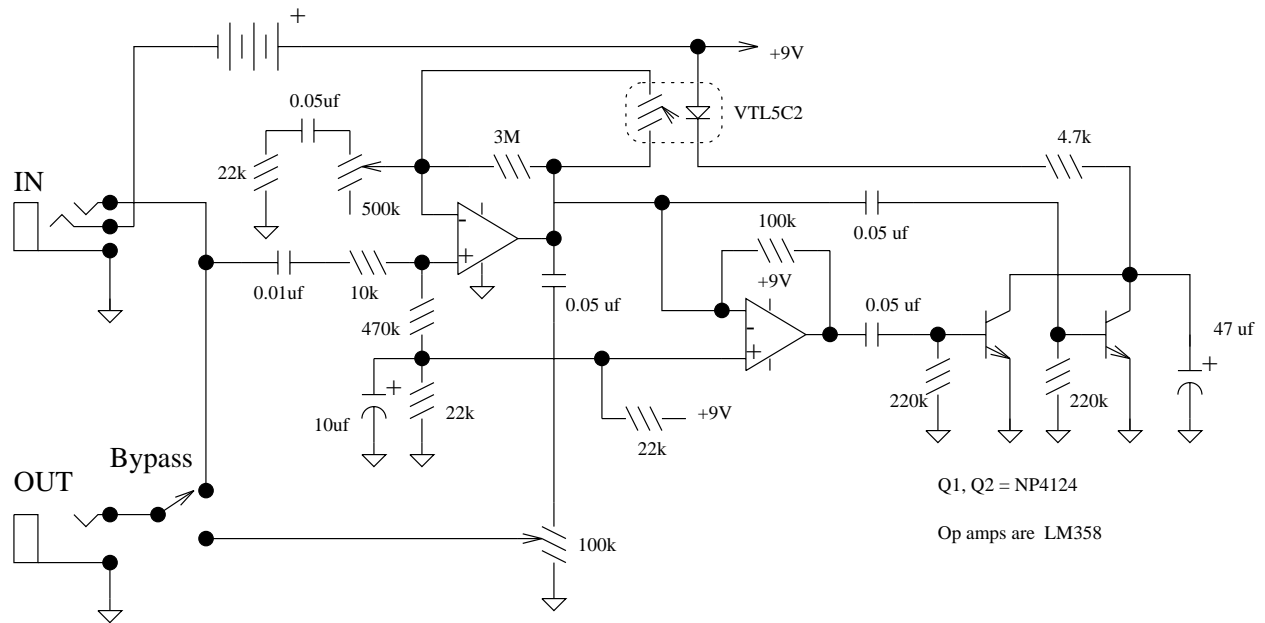 +
+9V
0.05uf
VTL5C2
3M
4.7k
22k
IN
500k
100k
0.05 uf
-
+
+9V
0.01uf
10k
0.05 uf
0.05 uf
470k
-
+
47 uf
+
+
10uf
22k
+9V
220k
220k
22k
Bypass
OUT
Q1, Q2 = NP4124
Op amps are LM358
100k